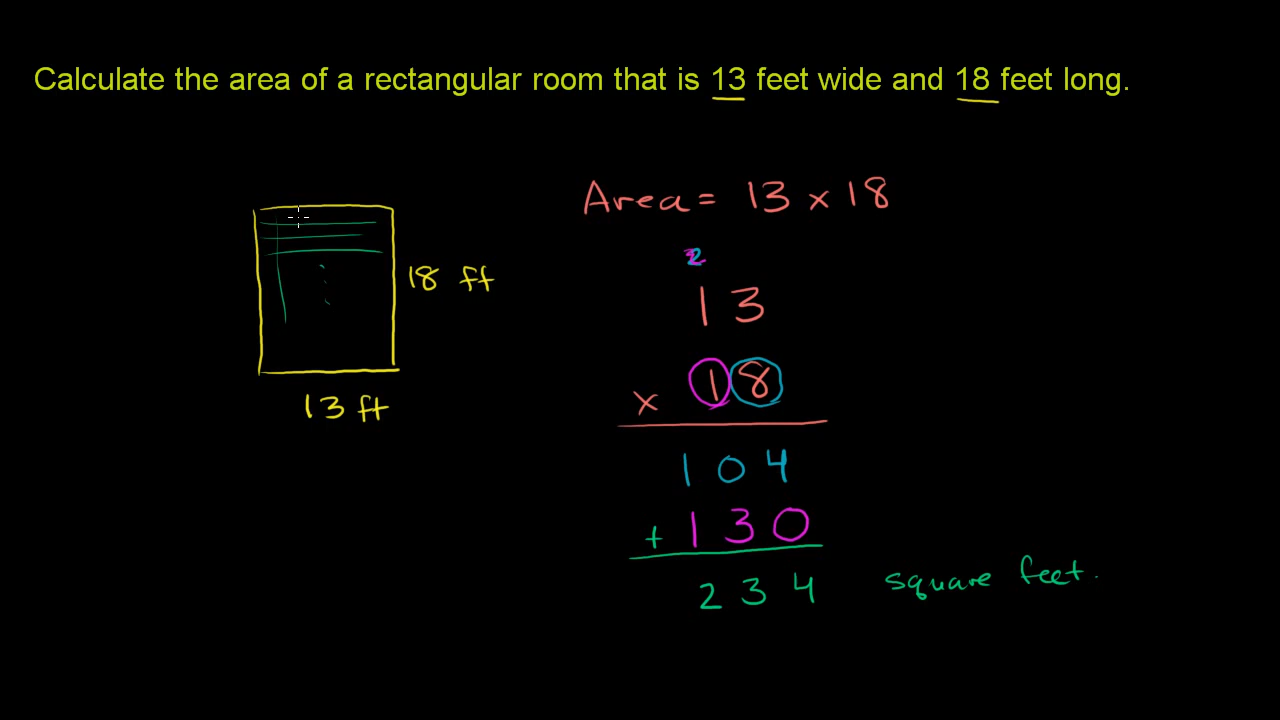 Calculate the area of a rectangular room that is 13 feet wide and 18 feet long.
Area = 13 x 18
2
18 ft
13
x 18
13 ft
104
+ 130
234 square feet.